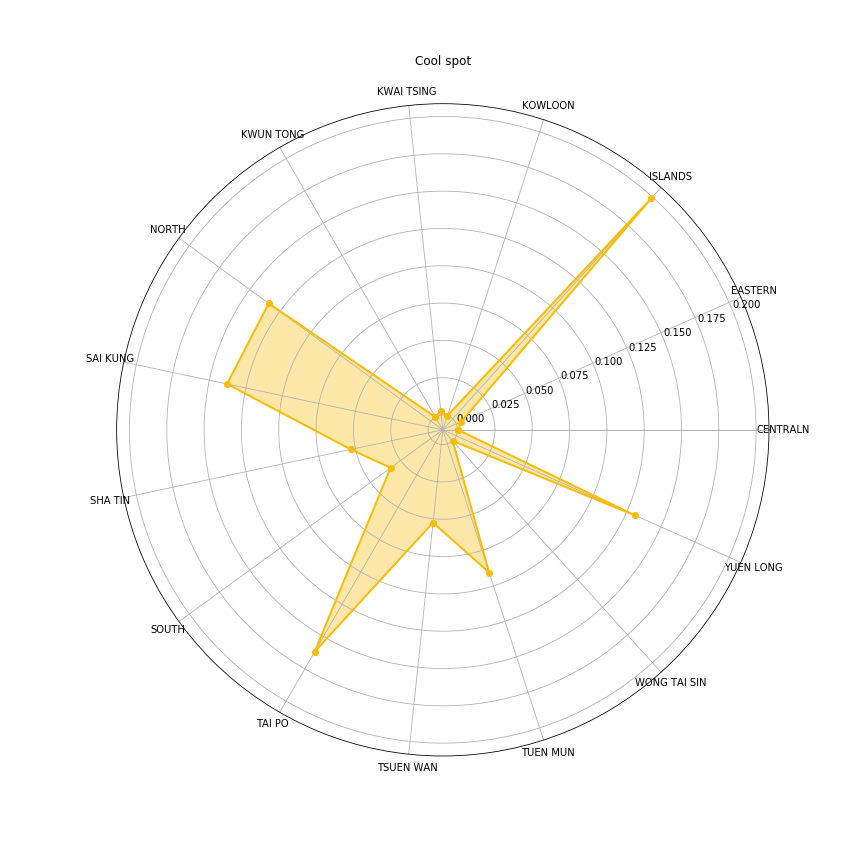 Cool spot
KWAI TSING
KOWLOON
KWUN TONG
ISLANDS
NORTH
EASTERN
0.200
0.175
0.150
0.125
0.100
0.075
0.050
0.025
0.000
SAI KUNG
CENTRALN
SHA TIN
YUEN LONG
SOUTH
WONG TAI SIN
TAI PO
TUEN MUN
TSUEN WAN